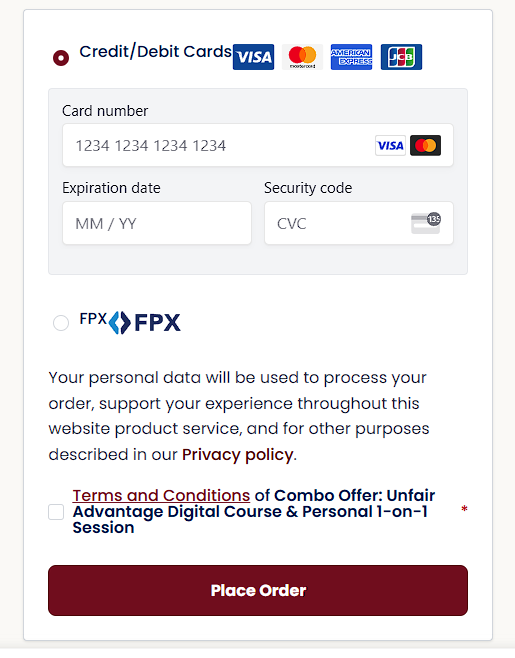 Credit/Debit Cards VISA mastercard AMERICAN EXPRESS JCB
Card number
1234 1234 1234 1234 VISA
Expiration date Security code
MM / YY CVC 135
FPX FPX
Your personal data will be used to process your
order, support your experience throughout this
website product service, and for other purposes
described in our Privacy policy.
Terms and Conditions of Combo Offer: Unfair
Advantage Digital Course & Personal 1-on-1 *
Session
Place Order